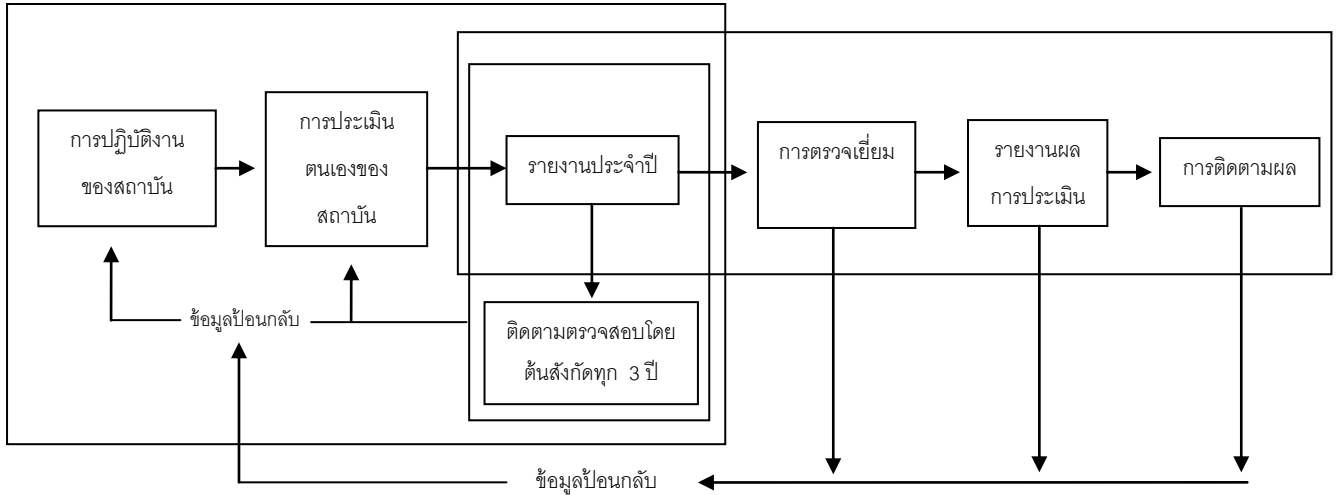 การปฏิบัติงาน
ของสถาบัน
การประเมิน
ตนเองของ
สถาบัน
รายงานประจำปี
การตรวจเยี่ยม
รายงานผล
การประเมิน
การติดตามผล
ข้อมูลป้อนกลับ
ติดตามตรวจสอบโดย
ต้นสังกัดทุก 3 ปี
ข้อมูลป้อนกลับ